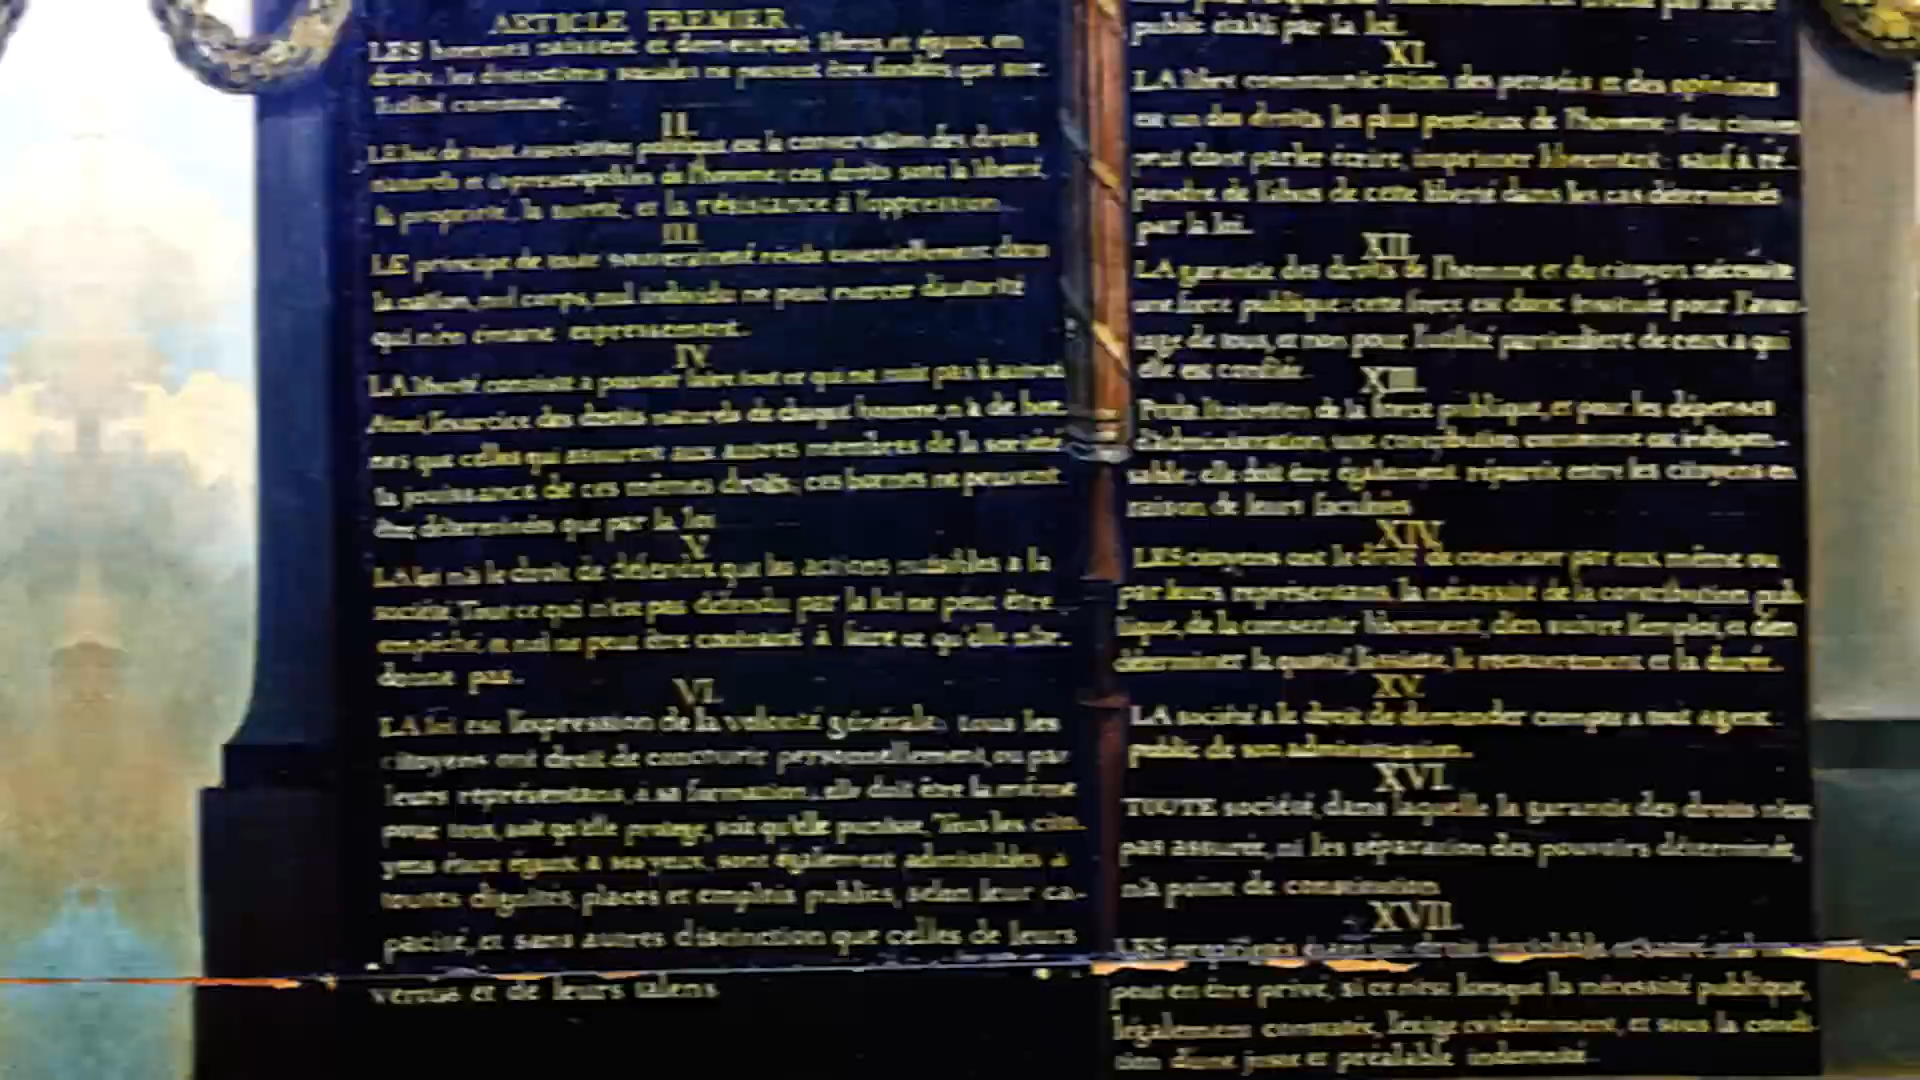 ARTICLE PREMIER.
LES hommes naissent et demeurent libres et égaux en
droits. les distinctions sociales ne peuvent être fondées que sur
l'utilité commune.
II.
LE but de toute association politique est la conservation des droits
naturels et imprescriptibles de l'homme; ces droits sont la liberté,
la propriété, la sureté, et la résistance à l'oppression.
III.
LE principe de toute souveraineté réside essentiellement dans
la nation, nul corps, nul individu ne peut exercer d'autorité
qui n'en émane expressement.
IV.
LA liberté consiste a pouvoir faire tout ce qui ne nuit pas à autrui
Ainsi, l'exercice des droits naturels de chaque homme, n'a de bor-
nes que celles qui assurent aux autres membres de la société
la jouissance de ces mêmes droits; ces bornes ne peuvent
être déterminées que par la loi
V.
LA loi n'a le droit de défendre que les actions nuisibles a la
société. Tout ce qui n'est pas défendu par la loi ne peut être
empêché, et nul ne peut être contraint à faire ce qu'elle n'or-
donne pas.
VI.
LA loi est l'expression de la volonté générale. tous les
citoyens ont droit de concourir personnellement, ou par
leurs représentans, à sa formation. elle doit être la même
pour tous, soit qu'elle protege, soit qu'elle punisse. Tous les cito-
yens étant égaux à ses yeux, sont également admissibles à
toutes dignités, places et emplois publics, selon leur ca-
pacité, et sans autres distinction que celles de leurs
vertus et de leurs talens
public établi par la loi.
XI.
LA libre communication des pensées et des opinions
est un des droits les plus precieux de l'homme; tout citoyen
peut donc parler écrire, imprimer librement: sauf à ré-
pondre de l'abus de cette liberté dans les cas déterminés
par la loi.
XII.
LA garantie des droits de l'homme et du citoyen nécessite
une force publique: cette force est donc instituée pour l'avan-
tage de tous, et non pour l'utilité particuliere de ceux a qui
elle est confiée.
XIII.
Pour l'entretien de la force publique, et pour les dépenses
d'administration, une contribution commune est indispen-
sable; elle doit être également répartie entre les citoyens en
raison de leurs facultées
XIV.
LES citoyens ont le droit de constater par eux même ou
par leurs représentans, la nécessité de la contribution pub-
lique, de la consentir librement, d'en suivre l'emploi, et d'en
déterminer la quotité, l'assiette, le recouvrement et la durée.
XV.
LA société a le droit de demander compte a tout agent
public de son administration.
XVI.
TOUTE société, dans laquelle la garantie des droits n'est
pas assurée, ni les séparation des pouvoirs déterminée,
n'a point de constitution
XVII.
LES propriétés étant un droit inviolable et sacré, nul ne
peut en être privé, si ce n'est lorsque la nécessité publique,
légalement constatée, l'exige evidemment, et sous la condi-
tion d'une juste et préalable indemnité.